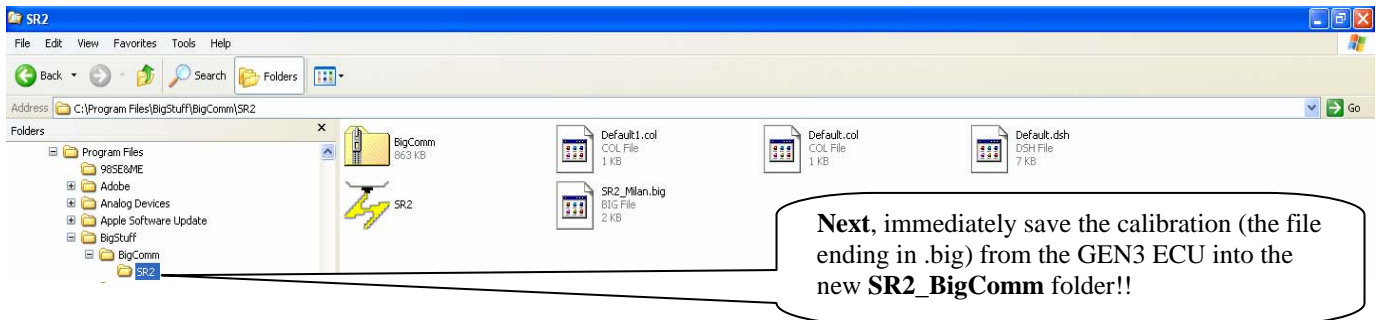 SR2
File Edit View Favorites Tools Help
Back Search Folders
Address C:\Program Files\BigStuff\BigComm\SR2 Go
Folders x
Program Files
985E&ME
Adobe
Analog Devices
Apple Software Update
BigStuff
BigComm
SR2
BigComm
863 KB
Default1.col
COL File
1 KB
Default.col
COL File
1 KB
Default.dsh
DSH File
7 KB
SR2
SR2_Milan.big
BIG File
2 KB
Next, immediately save the calibration (the file
ending in .big) from the GEN3 ECU into the
new SR2_BigComm folder!!